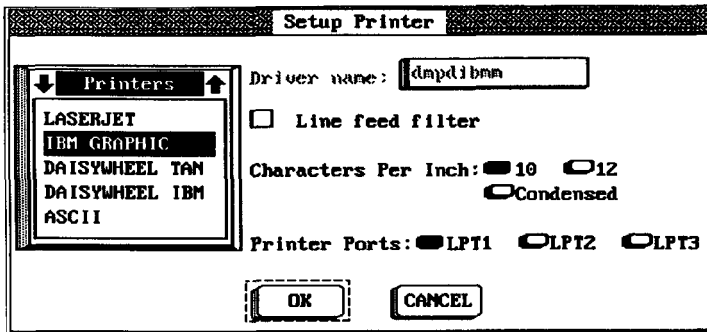 Setup Printer
Printers
LASERJET
IBM GRAPHIC
DAISYWHEEL TAN
DAISYWHEEL IBM
ASCII
Driver name: dmpdibmm
Line feed filter
Characters Per Inch: 10 12
Condensed
Printer Ports: LPT1 LPT2 LPT3
OK CANCEL